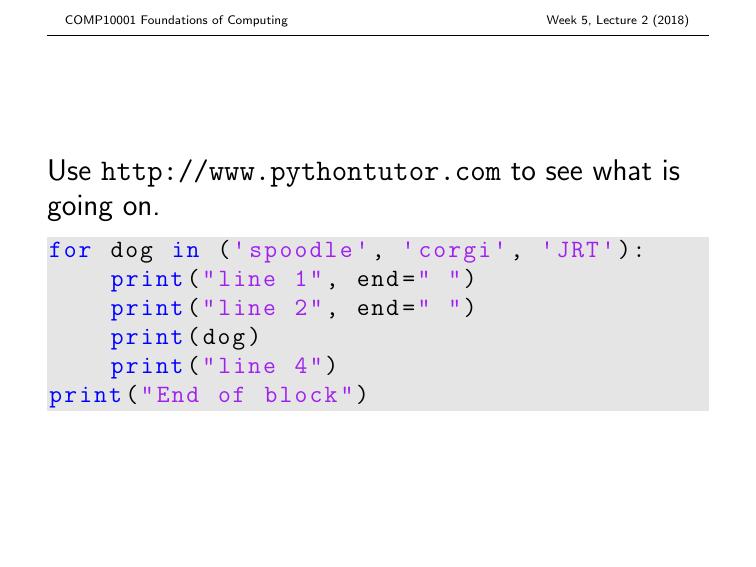 COMP10001 Foundations of Computing
Week 5, Lecture 2 (2018)
Use http://www.pythontutor.com to see what is
going on.
for dog in ('spoodle', 'corgi', 'JRT'):
    print("line 1", end=" ")
    print("line 2", end=" ")
    print(dog)
    print("line 4")
print("End of block")